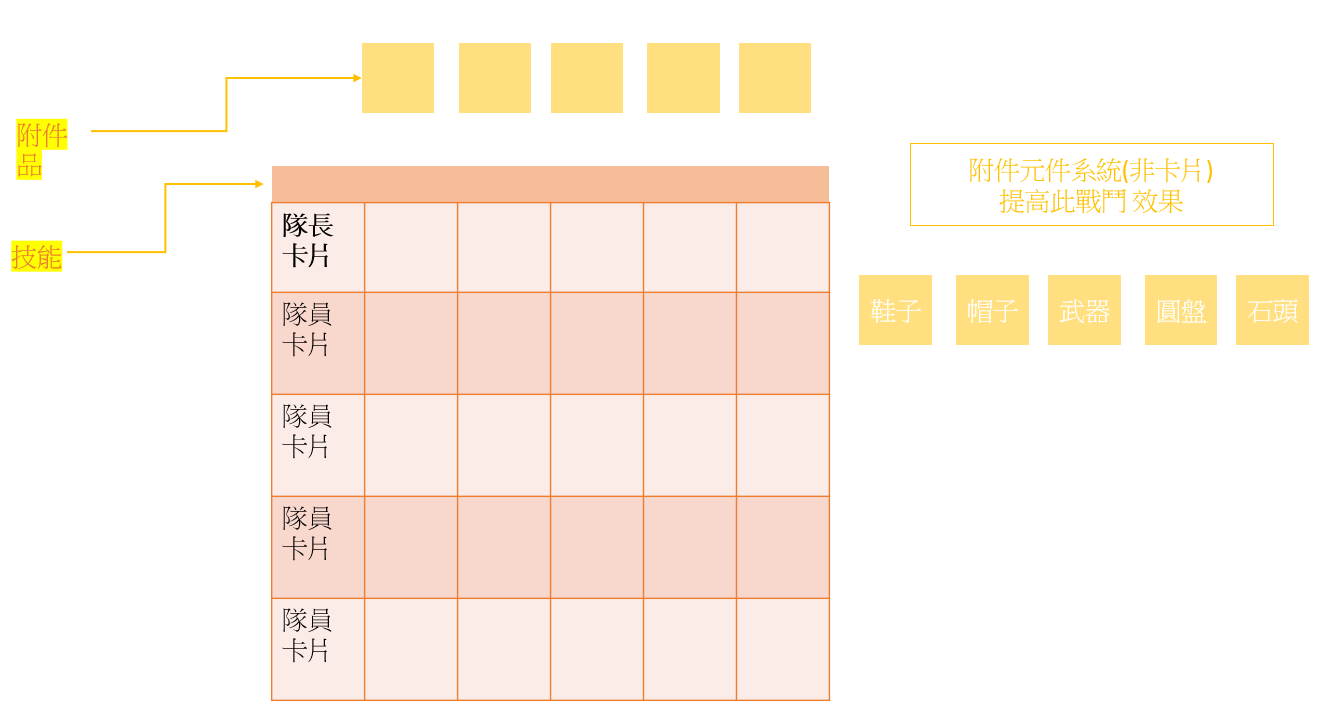 附件
品
技能
附件元件系統(非卡片)
提高此戰鬥 效果
鞋子
帽子
武器
圓盤
石頭
隊長
卡片
隊員
卡片
隊員
卡片
隊員
卡片
隊員
卡片